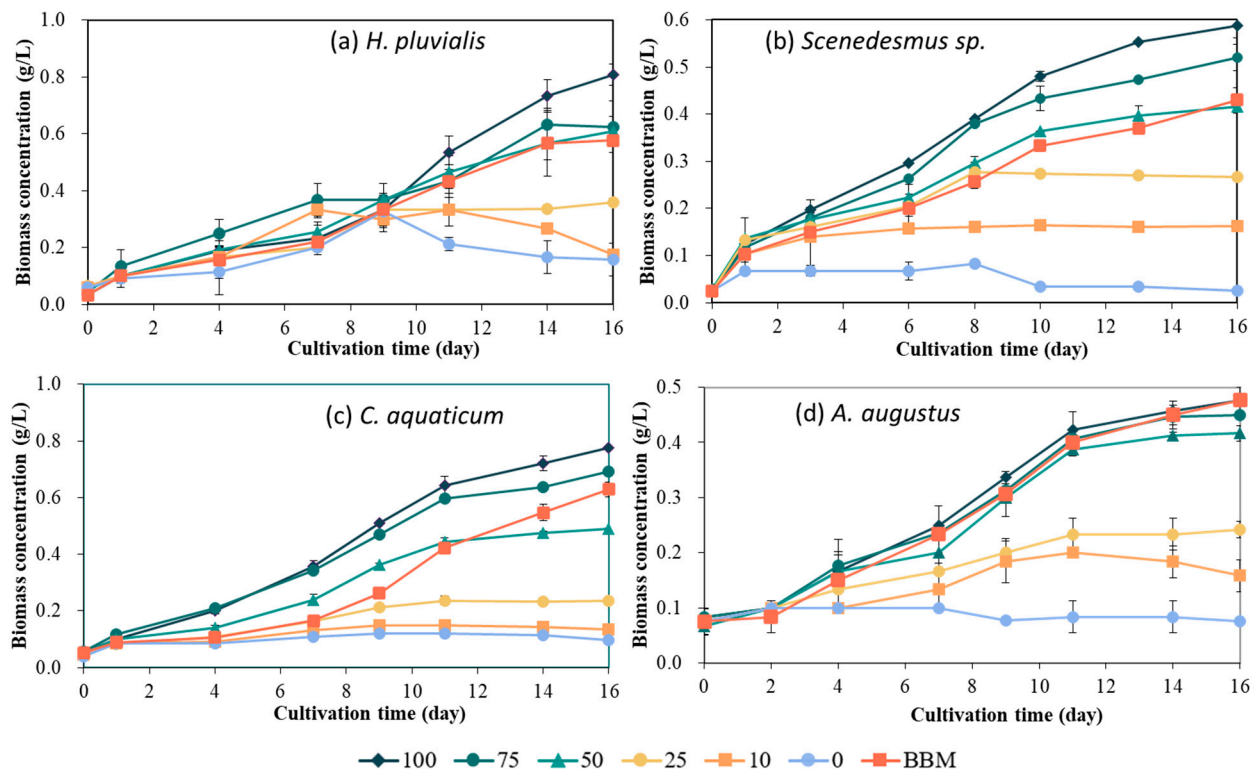 (a) H. pluvialis
Biomass concentration (g/L)
1.0
0.8
0.6
0.4
0.2
0.0
0 2 4 6 8 10 12 14 16
Cultivation time (day)
(b) Scenedesmus sp.
Biomass concentration (g/L)
0.6
0.5
0.4
0.3
0.2
0.1
0.0
0 2 4 6 8 10 12 14 16
Cultivation time (day)
(c) C. aquaticum
Biomass concentration (g/L)
1.0
0.8
0.6
0.4
0.2
0.0
0 2 4 6 8 10 12 14 16
Cultivation time (day)
(d) A. augustus
Biomass concentration (g/L)
0.5
0.4
0.3
0.2
0.1
0.0
0 2 4 6 8 10 12 14 16
Cultivation time (day)
100 75 50 25 10 0 BBM